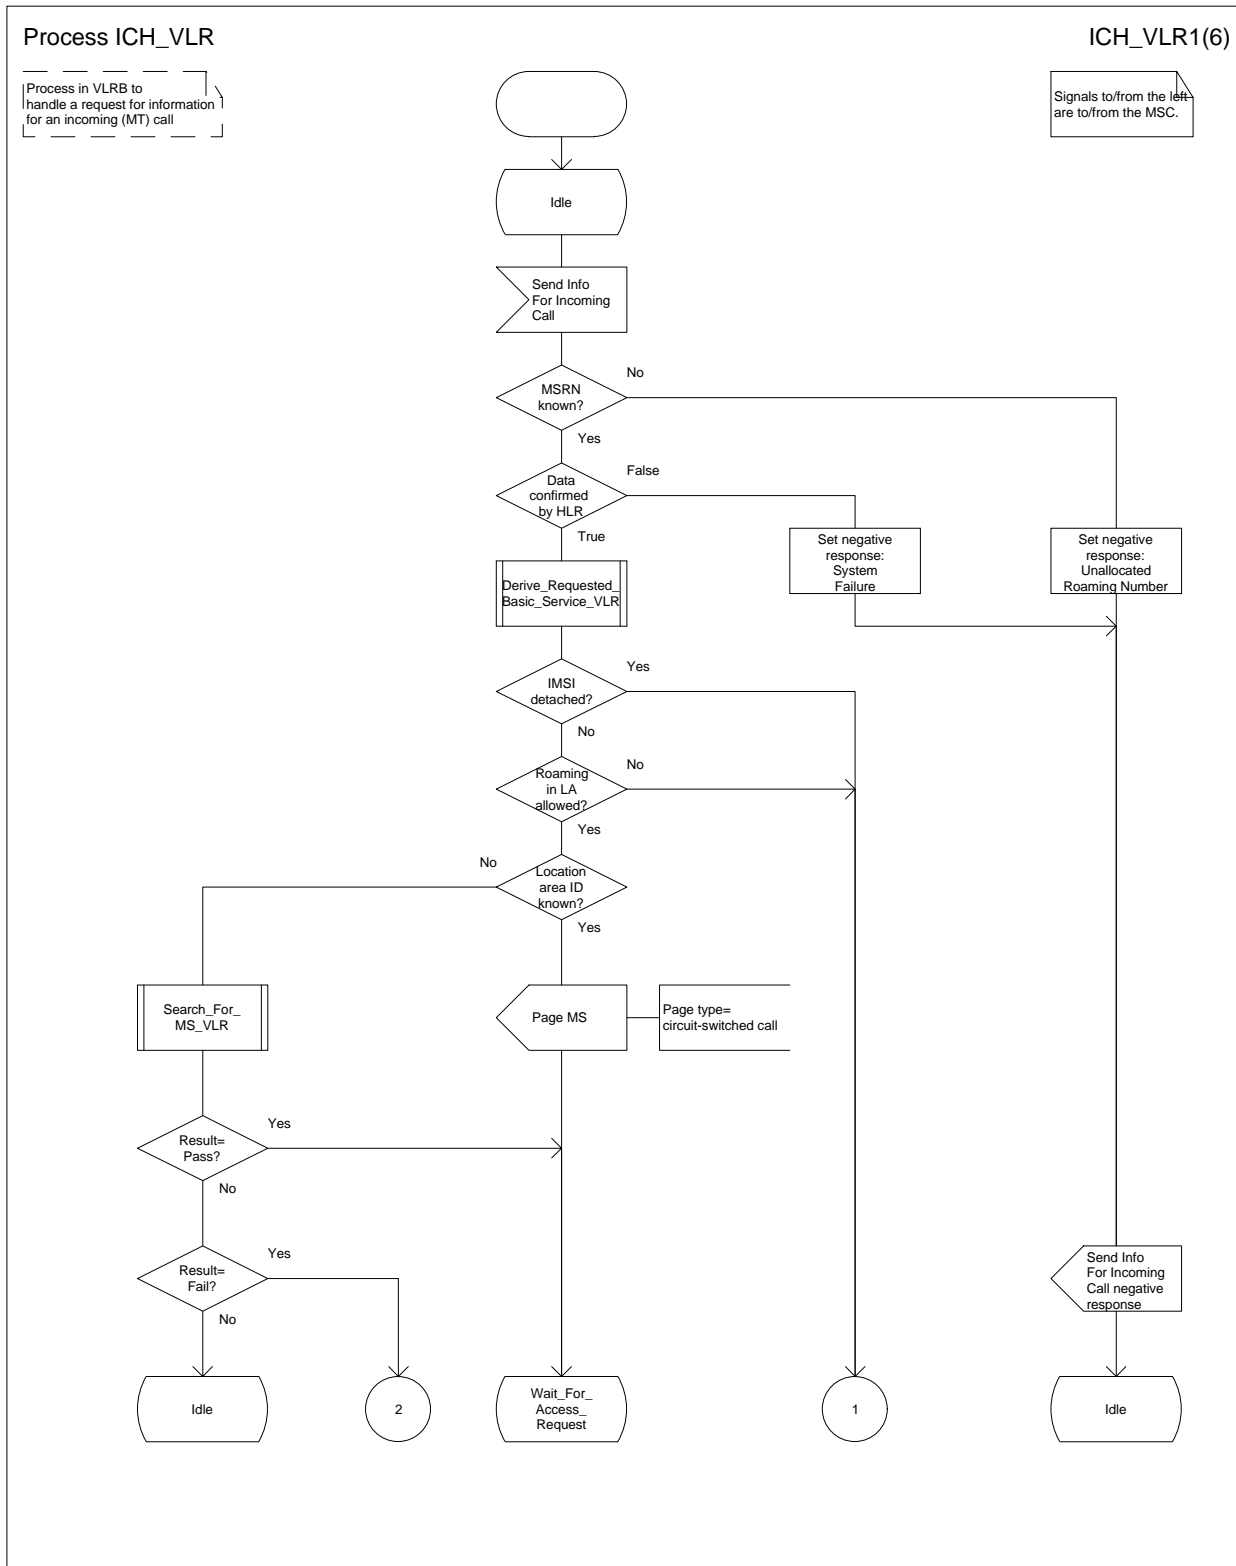 Process ICH_VLR
ICH_VLR1(6)
Process in VLRB to
handle a request for information
for an incoming (MT) call
Signals to/from the left
are to/from the MSC.
Idle
Send Info
For Incoming
Call
MSRN
known?
No
Yes
Data
confirmed
by HLR
False
True
Set negative
response:
System
Failure
Set negative
response:
Unallocated
Roaming Number
Derive_Requested_
Basic_Service_VLR
IMSI
detached?
Yes
No
Roaming
in LA
allowed?
No
Yes
Location
area ID
known?
No
Yes
Search_For_
MS_VLR
Page MS
Page type=
circuit-switched call
Result=
Pass?
Yes
No
Result=
Fail?
Yes
No
Send Info
For Incoming
Call negative
response
Idle
2
Wait_For_
Access_
Request
1
Idle